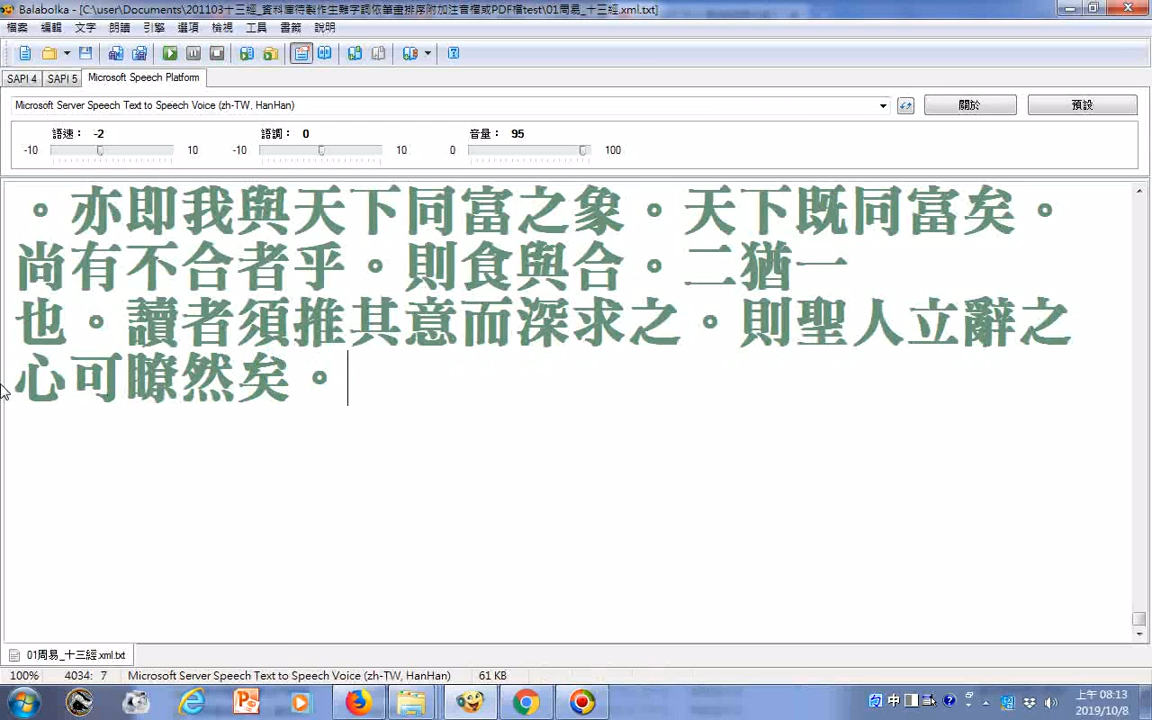 Balabolka - [C:\user\Documents\201103十三經_資料庫待製作生難字詞依筆畫排序附加注音檔或PDF檔test\01周易_十三經.xml.txt]
檔案 編輯 文字 朗讀 引擎 選項 檢視 工具 書籤 說明
SAPI 4 SAPI 5 Microsoft Speech Platform
Microsoft Server Speech Text to Speech Voice (zh-TW, HanHan) 關於 預設
語速： -2 語調： 0 音量： 95
-10 10 -10 10 0 100
。亦即我與天下同富之象。天下既同富矣。
尚有不合者乎。則食與合。二猶一
也。讀者須推其意而深求之。則聖人立辭之
心可瞭然矣。
01周易_十三經.xml.txt
100% 4034: 7 Microsoft Server Speech Text to Speech Voice (zh-TW, HanHan) 61 KB
中 上午 08:13
2019/10/8